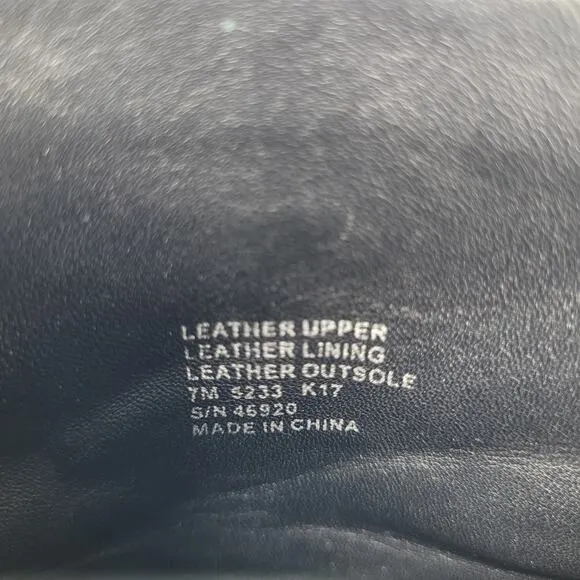 LEATHER UPPER
LEATHER LINING
LEATHER OUTSOLE
7M 5233 K17
S/N 46920
MADE IN CHINA